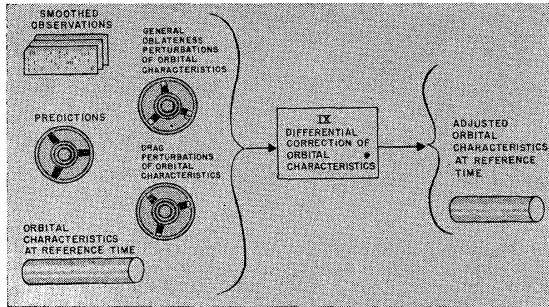 SMOOTHED
OBSERVATIONS
GENERAL
OBLATENESS
PERTURBATIONS
OF ORBITAL
CHARACTERISTICS
PREDICTIONS
DRAG
PERTURBATIONS
OF ORBITAL
CHARACTERISTICS
ORBITAL
CHARACTERISTICS
AT REFERENCE TIME
IX
DIFFERENTIAL
CORRECTION OF
ORBITAL
CHARACTERISTICS
ADJUSTED
ORBITAL
CHARACTERISTICS
AT REFERENCE
TIME